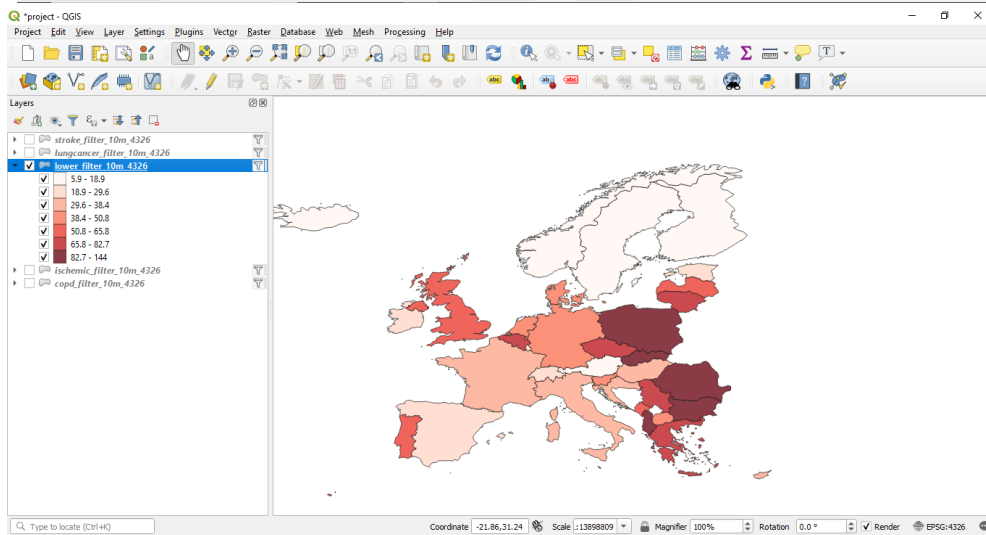 *project - QGIS
Project Edit View Layer Settings Plugins Vector Raster Database Web Mesh Processing Help
Layers
stroke_filter_10m_4326
lungcancer_filter_10m_4326
lower_filter_10m_4326
5.9 - 18.9
18.9 - 29.6
29.6 - 38.4
38.4 - 50.8
50.8 - 65.8
65.8 - 82.7
82.7 - 144
ischemic_filter_10m_4326
copd_filter_10m_4326
Type to locate (Ctrl+K) Coordinate -21.86,31.24 Scale :13898809 Magnifier 100% Rotation 0.0 ° Render EPSG:4326